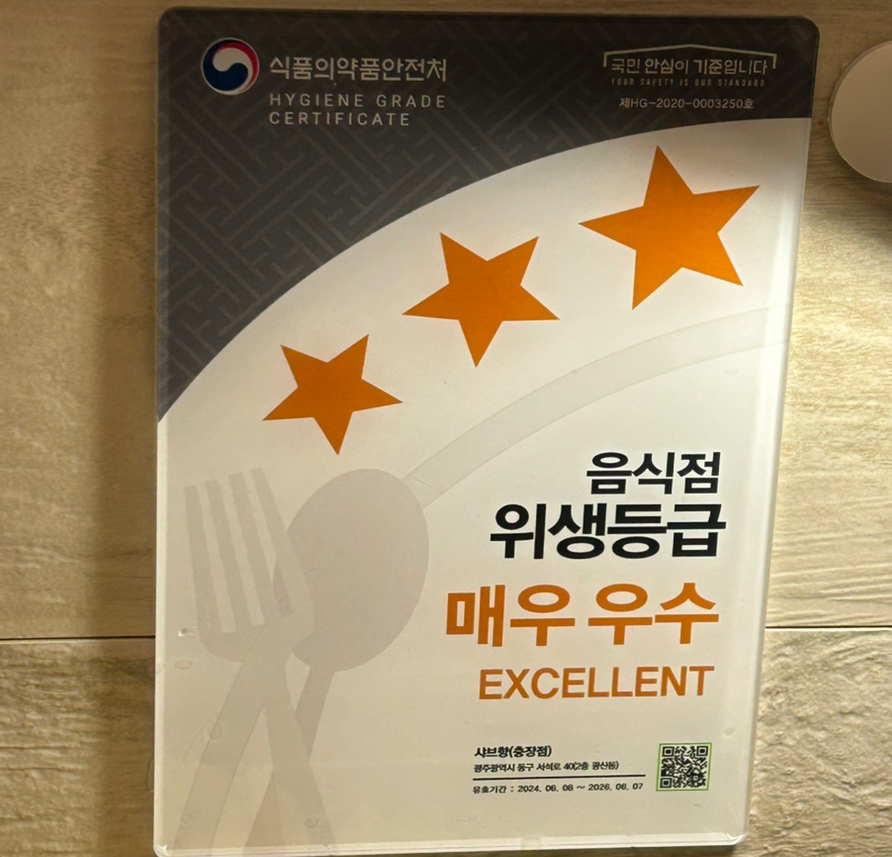 식품의약품안전처
HYGIENE GRADE
CERTIFICATE
국민 안심이 기준입니다
YOUR SAFETY IS OUR STANDARD
제HG-2020-0003250호
음식점
위생등급
매우 우수
EXCELLENT
샤브향(충장점)
광주광역시 동구 서석로 40(2층 광산동)
유효기간 : 2024. 06. 08 ~ 2026. 06. 07